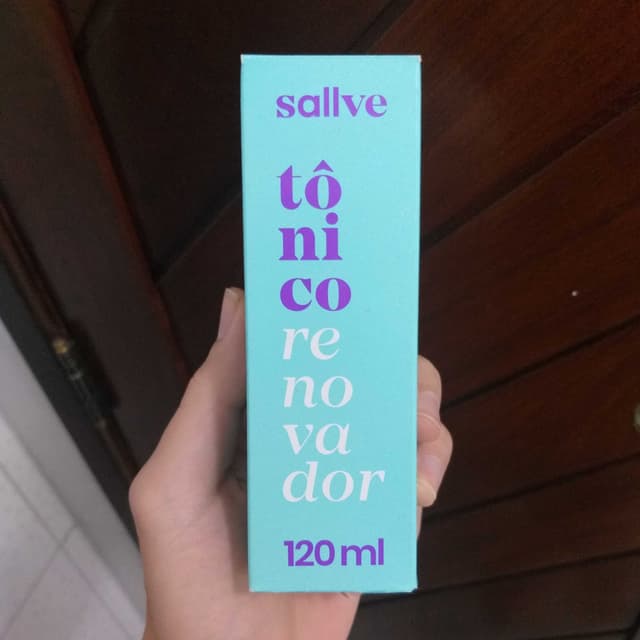 sallve
tô
ni
co
re
no
va
dor
120 ml